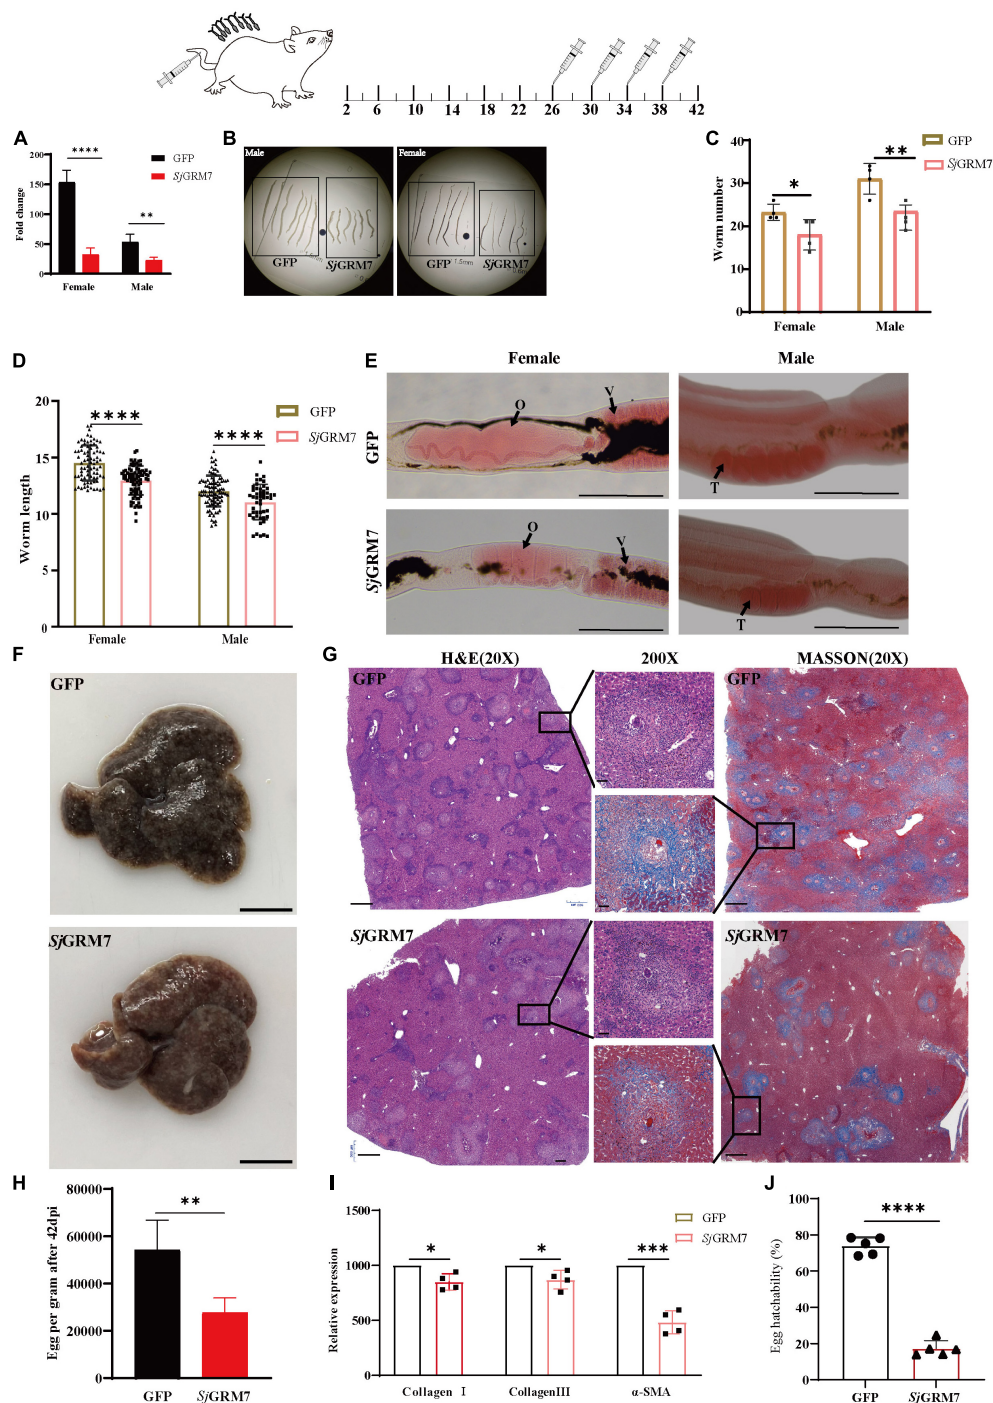 2 6 10 14 18 22 26 30 34 38 42
A
Fold change
200
150
100
50
0
****
**
GFP
SjGRM7
Female Male
B
Male
GFP SjGRM7
Female
GFP SjGRM7
1.5mm
C
Worm number
40
30
20
10
0
*
**
GFP
SjGRM7
Female Male
D
Worm length
20
15
10
5
0
****
****
GFP
SjGRM7
Female Male
E
Female Male
GFP
O
V
T
SjGRM7
O
V
T
F
GFP
SjGRM7
G
H&E(20X) 200X MASSON(20X)
GFP GFP
SjGRM7 SjGRM7
H
Egg per gram after 42dpi
80000
60000
40000
20000
0
**
GFP SjGRM7
I
Relative expression
1500
1000
500
0
*
*
***
GFP
SjGRM7
Collagen I CollagenIII α-SMA
J
Egg hatchability (%)
80
60
40
20
0
****
GFP SjGRM7